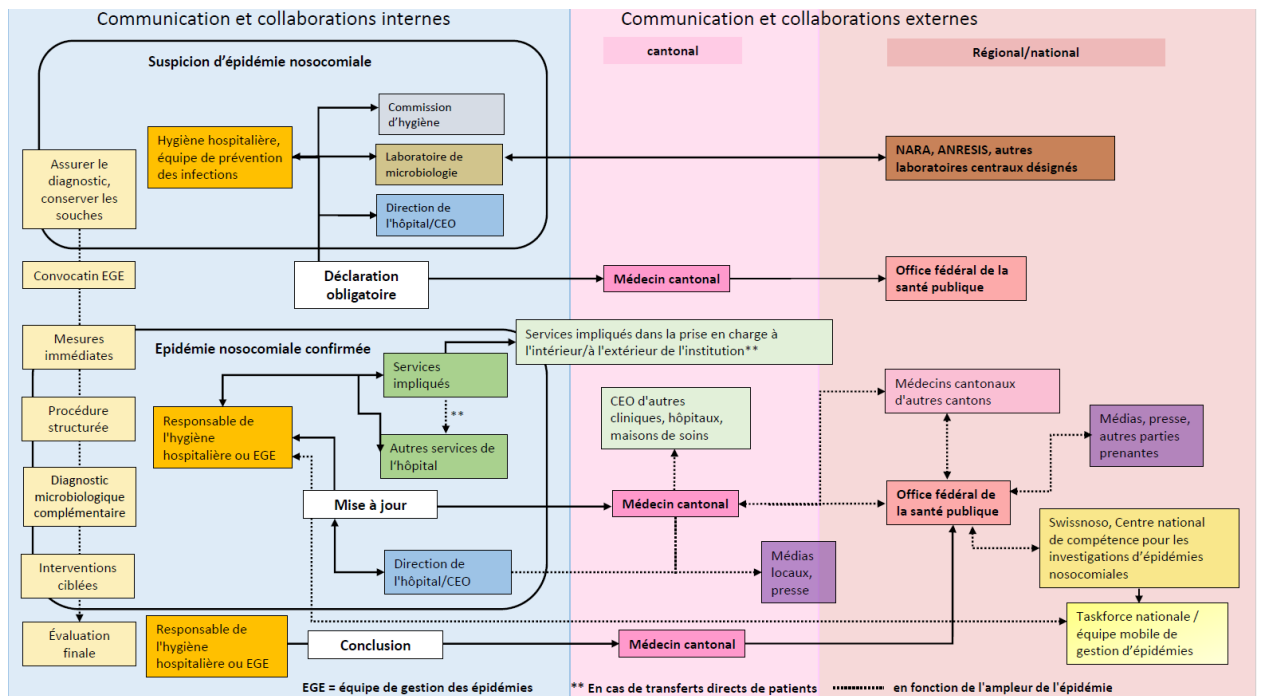 Communication et collaborations internes
Communication et collaborations externes
cantonal
Régional/national
Suspicion d'épidémie nosocomiale
Commission
d'hygiène
Hygiène hospitalière,
équipe de prévention
des infections
Laboratoire de
microbiologie
NARA, ANRESIS, autres
laboratoires centraux désignés
Assurer le
diagnostic,
conserver les
souches
Direction de
l'hôpital/CEO
Convocatin EGE
Déclaration
obligatoire
Médecin cantonal
Office fédéral de la
santé publique
Mesures
immédiates
Epidémie nosocomiale confirmée
Services impliqués dans la prise en charge à
l'intérieur/à l'extérieur de l'institution**
Services
impliqués
**
Procédure
structurée
Responsable de
l'hygiène
hospitalière ou EGE
Autres services de
l'hôpital
CEO d'autres
cliniques, hôpitaux,
maisons de soins
Médecins cantonaux
d'autres cantons
Médias, presse,
autres parties
prenantes
Diagnostic
microbiologique
complémentaire
Mise à jour
Médecin cantonal
Office fédéral de
la santé publique
Swissnoso, Centre national
de compétence pour les
investigations d'épidémies
nosocomiales
Interventions
ciblées
Direction de
l'hôpital/CEO
Médias
locaux,
presse
Évaluation
finale
Responsable de
l'hygiène
hospitalière ou EGE
Conclusion
Médecin cantonal
Taskforce nationale /
équipe mobile de
gestion d'épidémies
EGE = équipe de gestion des épidémies
** En cas de transferts directs de patients
en fonction de l'ampleur de l'épidémie